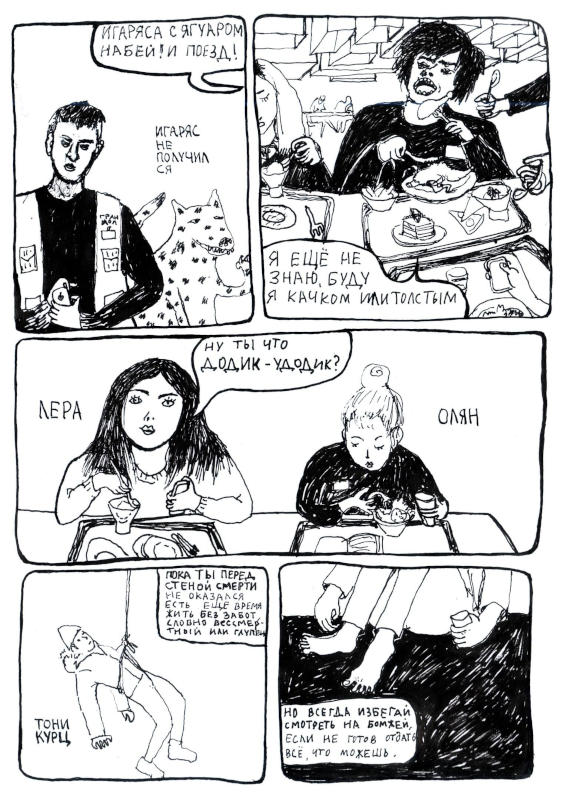 ИГАРЯСА С ЯГУАРОМ
НАБЕЙ! И ПОЕЗД!
ИГАРЯС
НЕ
ПОЛУЧИЛ
СЯ
Я ЕЩЁ НЕ
ЗНАЮ, БУДУ
Я КАЧКОМ ИЛИ ТОЛСТЫМ
НУ ТЫ ЧТО
ДОДИК-УДОДИК?
ЛЕРА
ОЛЯН
ПОКА ТЫ ПЕРЕД
СТЕНОЙ СМЕРТИ
НЕ ОКАЗАЛСЯ
ЕСТЬ ЕЩЁ ВРЕМЯ
ЖИТЬ БЕЗ ЗАБОТ,
СЛОВНО БЕССМЕР-
ТНЫЙ ИЛИ
ТОНИ
КУРЦ
НО ВСЕГДА ИЗБЕГАЙ
СМОТРЕТЬ НА БОМЖЕЙ,
ЕСЛИ НЕ ГОТОВ ОТДАТЬ
ВСЁ, ЧТО МОЖЕШЬ.